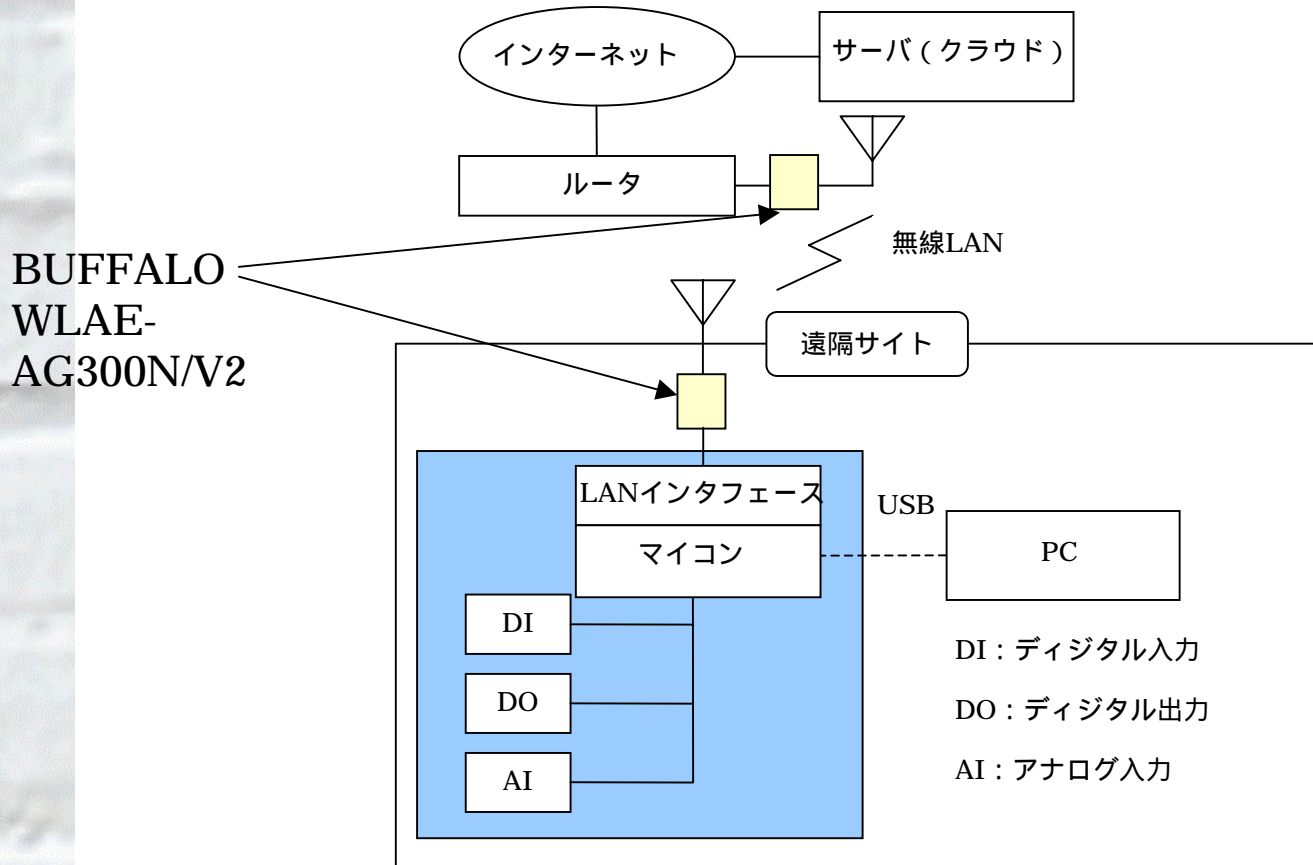 インターネット
サーバ(クラウド)
ルータ
無線LAN
BUFFALO
WLAE-
AG300N/V2
遠隔サイト
LANインタフェース
USB
マイコン
PC
DI
DI:ディジタル入力
DO
DO:ディジタル出力
AI
AI:アナログ入力